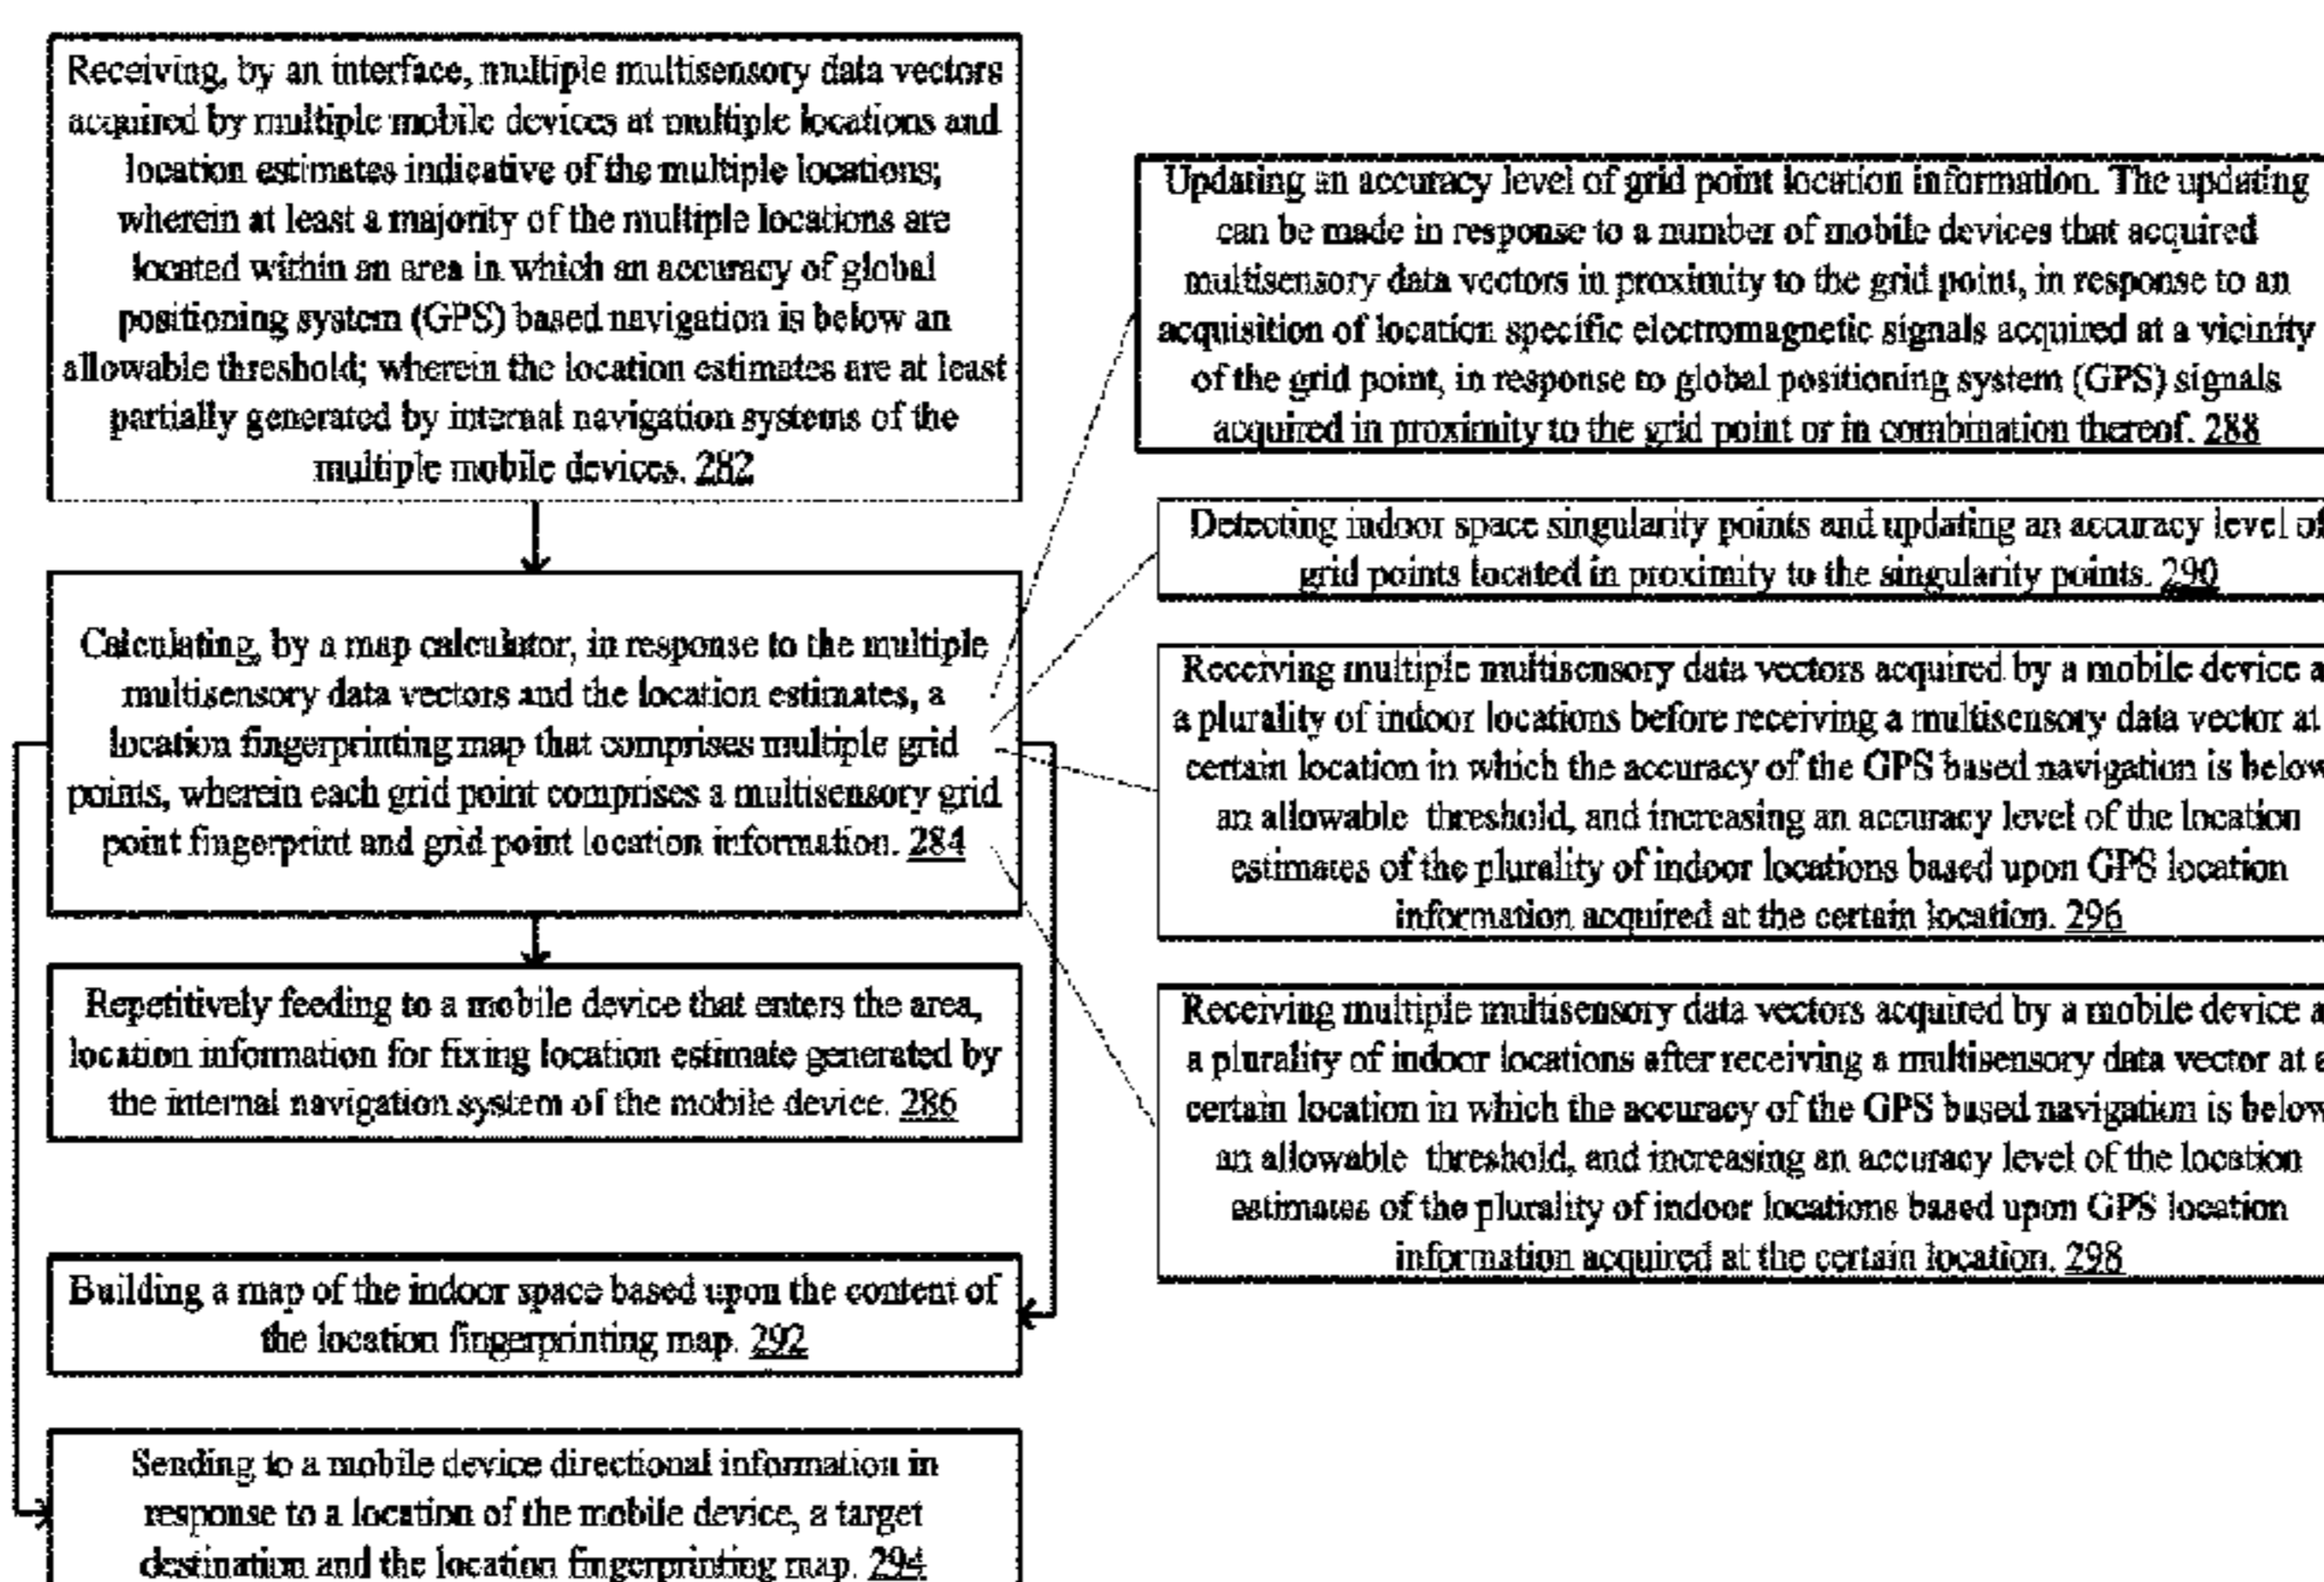 Receiving, by an interface, multiple multisensory data vectors
acquired by multiple mobile devices at multiple locations and
location estimates indicative of the multiple locations;
wherein at least a majority of the multiple locations are
located within an area in which an accuracy of global
positioning system (GPS) based navigation is below an
allowable threshold; wherein the location estimates are at least
partially generated by internal navigation systems of the
multiple mobile devices. 282
Calculating, by a map calculator, in response to the multiple
multisensory data vectors and the location estimates, a
location fingerprinting map that comprises multiple grid
points, wherein each grid point comprises a multisensory grid
point fingerprint and grid point location information. 284
Repetitively feeding to a mobile device that enters the area,
location information for fixing location estimate generated by
the internal navigation system of the mobile device. 286
Building a map of the indoor space based upon the content of
the location fingerprinting map. 292
Sending to a mobile device directional information in
response to a location of the mobile device, a target
destination and the location fingerprinting map. 294
Updating an accuracy level of grid point location information. The updating
can be made in response to a number of mobile devices that acquired
multisensory data vectors in proximity to the grid point, in response to an
acquisition of location specific electromagnetic signals acquired at a vicinity
of the grid point, in response to global positioning system (GPS) signals
acquired in proximity to the grid point or in combination thereof. 288
Detecting indoor space singularity points and updating an accuracy level of
grid points located in proximity to the singularity points. 290
Receiving multiple multisensory data vectors acquired by a mobile device a
a plurality of indoor locations before receiving a multisensory data vector at
certain location in which the accuracy of the GPS based navigation is below
an allowable threshold, and increasing an accuracy level of the location
estimates of the plurality of indoor locations based upon GPS location
information acquired at the certain location. 296
Receiving multiple multisensory data vectors acquired by a mobile device a
a plurality of indoor locations after receiving a multisensory data vector at a
certain location in which the accuracy of the GPS based navigation is below
an allowable threshold, and increasing an accuracy level of the location
estimates of the plurality of indoor locations based upon GPS location
information acquired at the certain location. 298